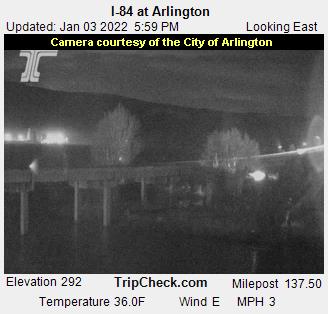 I-84 at Arlington
Updated: Jan 03 2022 5:59 PM Looking East
Camera courtesy of the City of Arlington
Elevation 292 TripCheck.com Milepost 137.50
Temperature 36.0F Wind E MPH 3